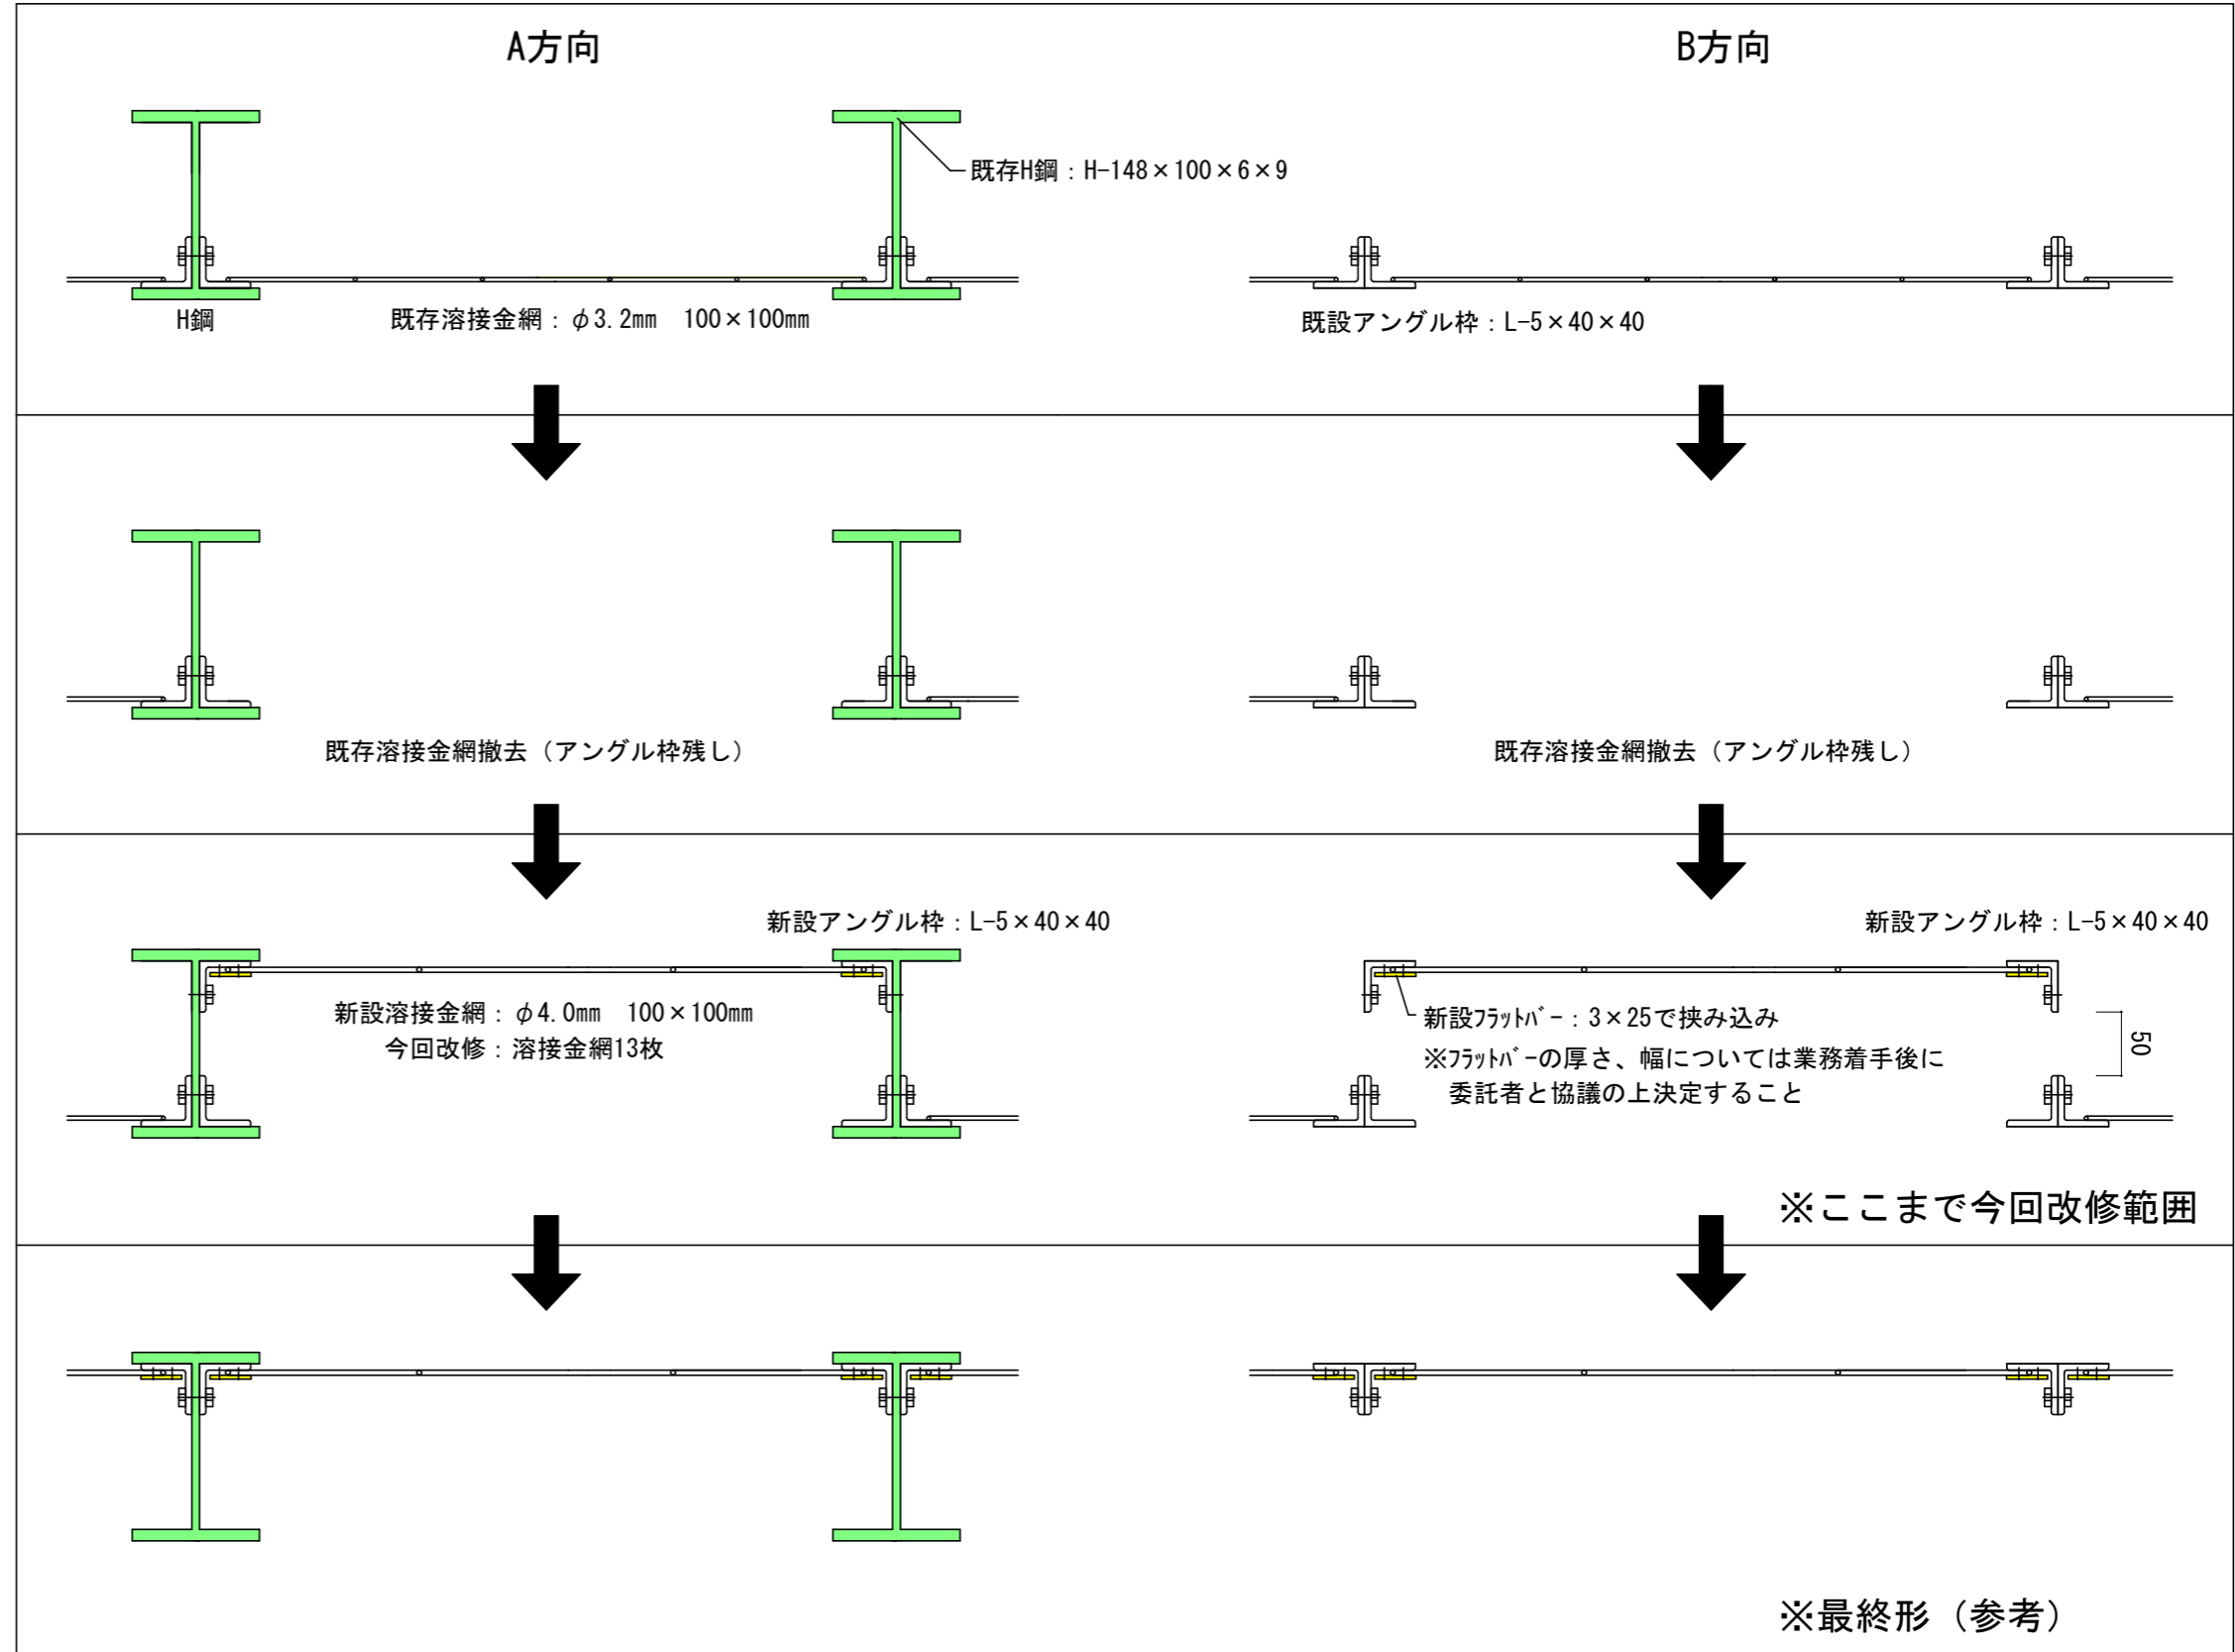 A方向
B方向
既存H鋼：H-148×100×6×9
H鋼
既存溶接金網：φ3.2mm　100×100mm
既設アングル枠：L-5×40×40
既存溶接金網撤去（アングル枠残し）
既存溶接金網撤去（アングル枠残し）
新設アングル枠：L-5×40×40
新設アングル枠：L-5×40×40
新設溶接金網：φ4.0mm　100×100mm
今回改修：溶接金網13枚
新設ﾌﾗｯﾄﾊﾞｰ：3×25で挟み込み
※ﾌﾗｯﾄﾊﾞｰの厚さ、幅については業務着手後に
委託者と協議の上決定すること
50
※ここまで今回改修範囲
※最終形（参考）